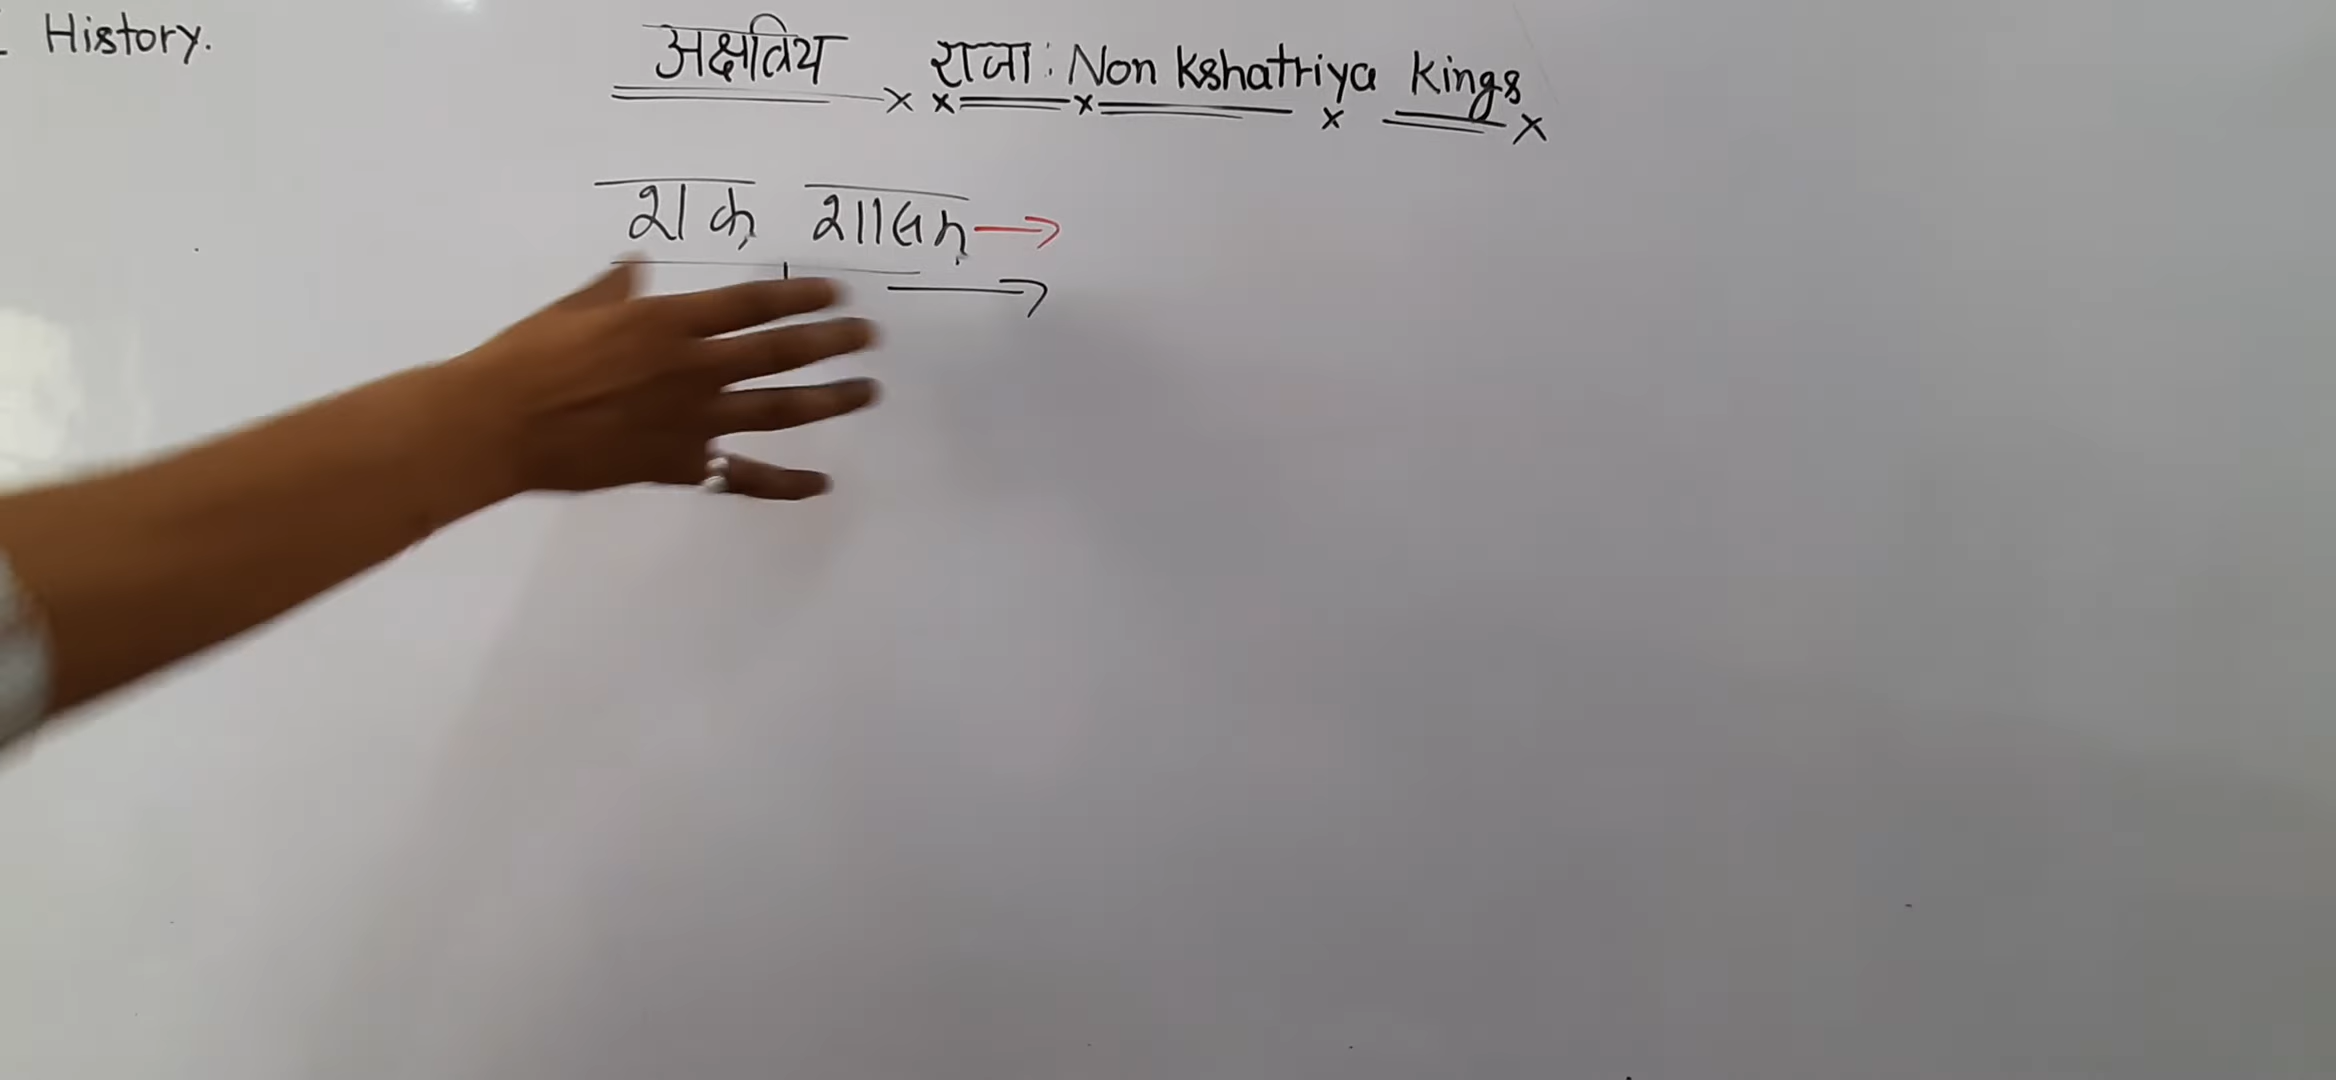 History.
अक्षत्रिय राजा : Non Kshatriya Kings
शक शासक